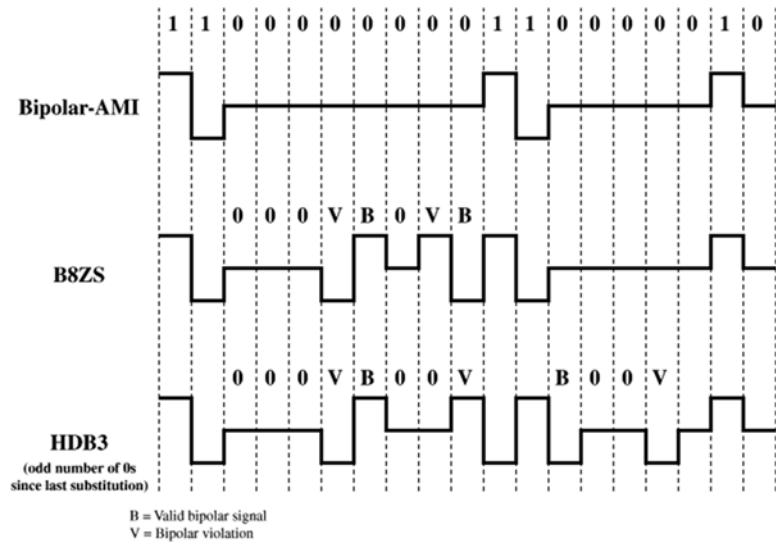 1 1 0 0 0 0 0 0 0 0 1 1 0 0 0 0 0 1 0
Bipolar-AMI
0 0 0 V B 0 V B
B8ZS
0 0 0 V B 0 0 V B 0 0 V
HDB3
(odd number of 0s
since last substitution)
B = Valid bipolar signal
V = Bipolar violation